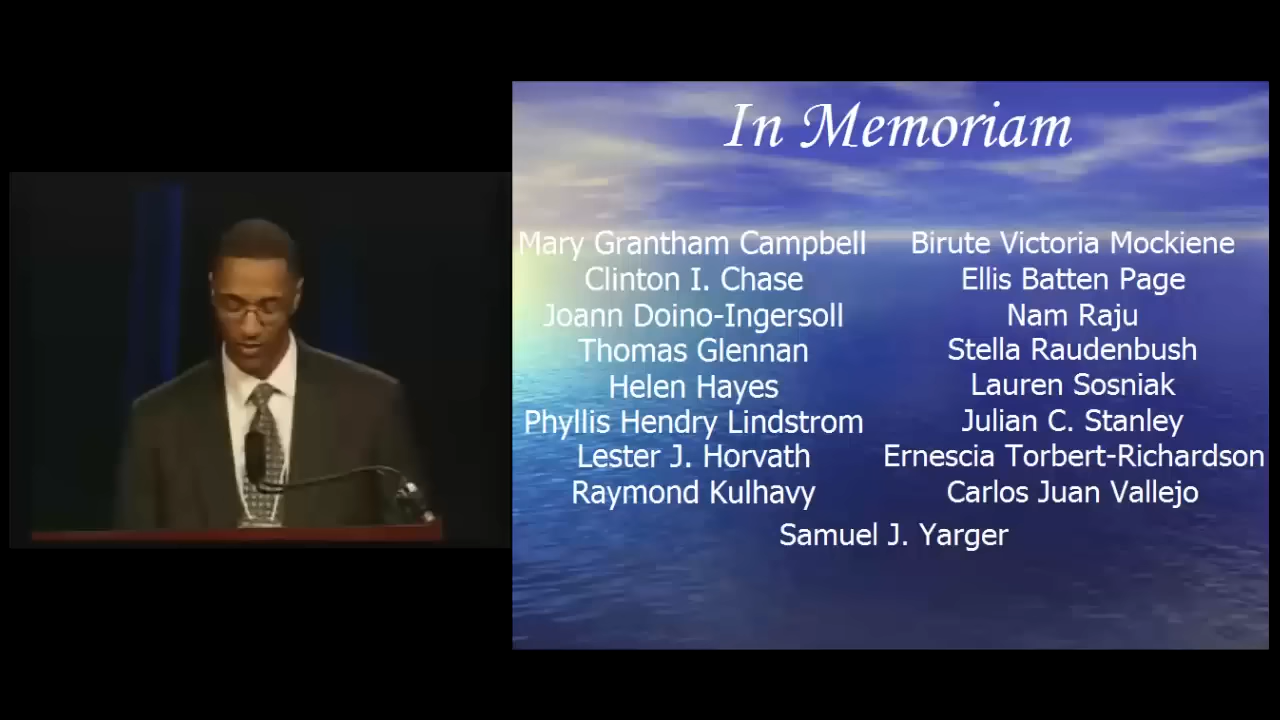 In Memoriam
Mary Grantham Campbell
Clinton I. Chase
Joann Doino-Ingersoll
Thomas Glennan
Helen Hayes
Phyllis Hendry Lindstrom
Lester J. Horvath
Raymond Kulhavy
Birute Victoria Mockiene
Ellis Batten Page
Nam Raju
Stella Raudenbush
Lauren Sosniak
Julian C. Stanley
Ernescia Torbert-Richardson
Carlos Juan Vallejo
Samuel J. Yarger